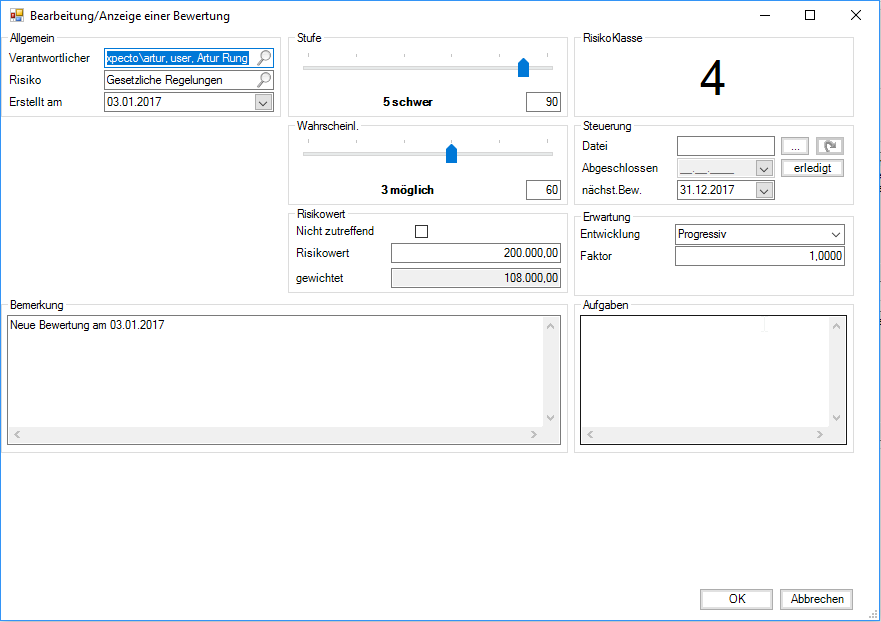 Bearbeitung/Anzeige einer Bewertung
Allgemein
Verantwortlicher
xpecto\artur, user, Artur Rung
Risiko
Gesetzliche Regelungen
Erstellt am
03.01.2017
Stufe
5 schwer
90
Wahrscheinl.
3 möglich
60
Risikowert
Nicht zutreffend
Risikowert
200.000,00
gewichtet
108.000,00
RisikoKlasse
4
Steuerung
Datei
...
Abgeschlossen
__.__.____
erledigt
nächst.Bew.
31.12.2017
Erwartung
Entwicklung
Progressiv
Faktor
1,0000
Bemerkung
Neue Bewertung am 03.01.2017
Aufgaben
OK
Abbrechen